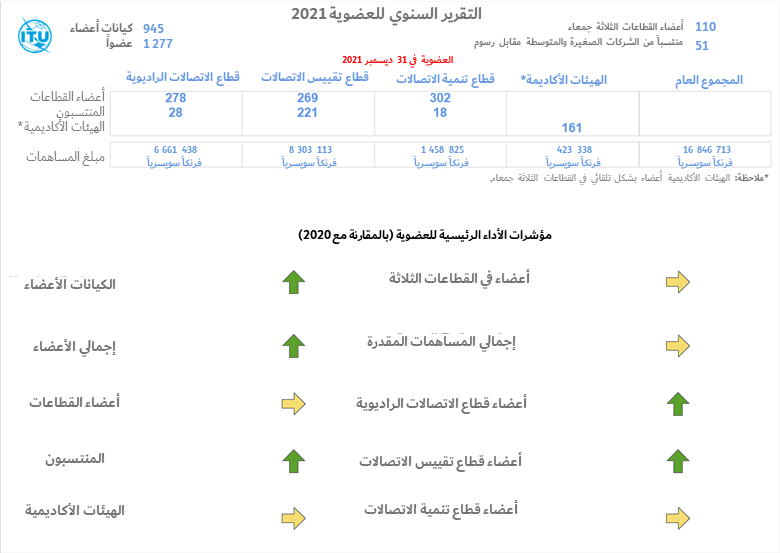 التقرير السنوي للعضوية 2021
ITU
945 كيانات أعضاء
1 277 عضواً
110 أعضاء القطاعات الثلاثة جمعاء
51 منتسباً من الشركات الصغيرة والمتوسطة مقابل رسوم
العضوية في 31 ديسمبر 2021
قطاع الاتصالات الراديوية قطاع تقييس الاتصالات قطاع تنمية الاتصالات الهيئات الأكاديمة* المجموع العام
أعضاء القطاعات 278 269 302
المنتسبون 28 221 18
الهيئات الأكاديمية* 161
مبلغ المساهمات
6 661 438 8 303 113 1 458 825 423 338 16 846 713
فرنكاً سويسرياً فرنكاً سويسرياً فرنكاً سويسرياً فرنكاً سويسرياً فرنكاً سويسرياً
*ملاحظة: الهيئات الأكاديمية أعضاء بشكل تلقائي في القطاعات الثلاثة جمعاء.
مؤشرات الأداء الرئيسية للعضوية (بالمقارنة مع 2020)
الكيانات الأعضاء
أعضاء في القطاعات الثلاثة
إجمالي الأعضاء
إجمالي المساهمات المقدرة
أعضاء القطاعات
أعضاء قطاع الاتصالات الراديوية
المنتسبون
أعضاء قطاع تقييس الاتصالات
الهيئات الأكاديمية
أعضاء قطاع تنمية الاتصالات